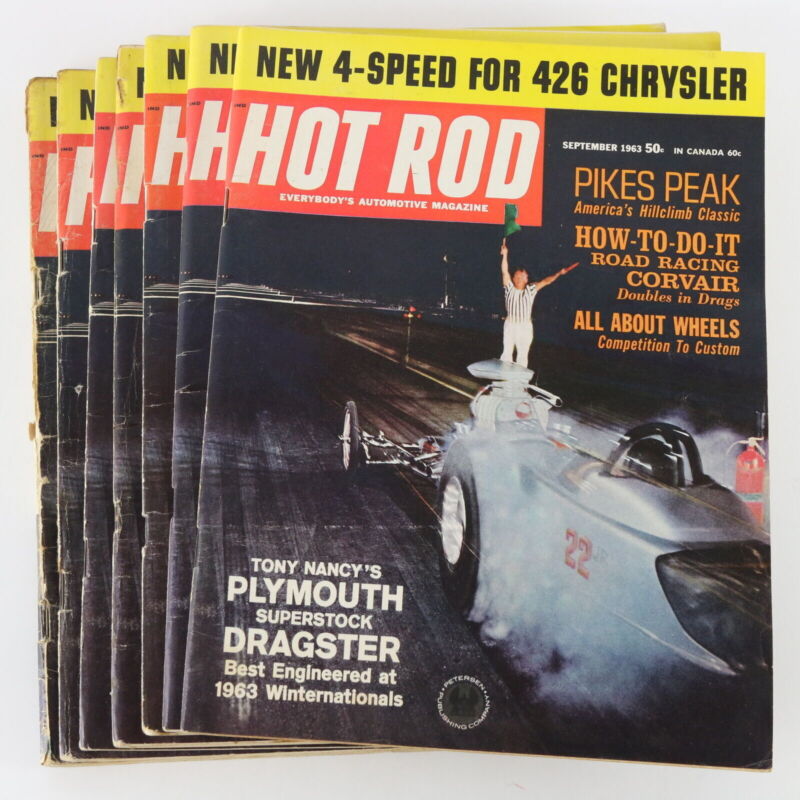 NEW 4-SPEED FOR 426 CHRYSLER
HOT ROD
EVERYBODY'S AUTOMOTIVE MAGAZINE
SEPTEMBER 1963 50c IN CANADA 60c
PIKES PEAK
America's Hillclimb Classic
HOW-TO-DO-IT
ROAD RACING
CORVAIR
Doubles in Drags
ALL ABOUT WHEELS
Competition To Custom
22
TONY NANCY'S
PLYMOUTH
SUPERSTOCK
DRAGSTER
Best Engineered at
1963 Winternationals
PETERSEN PUBLISHING COMPANY